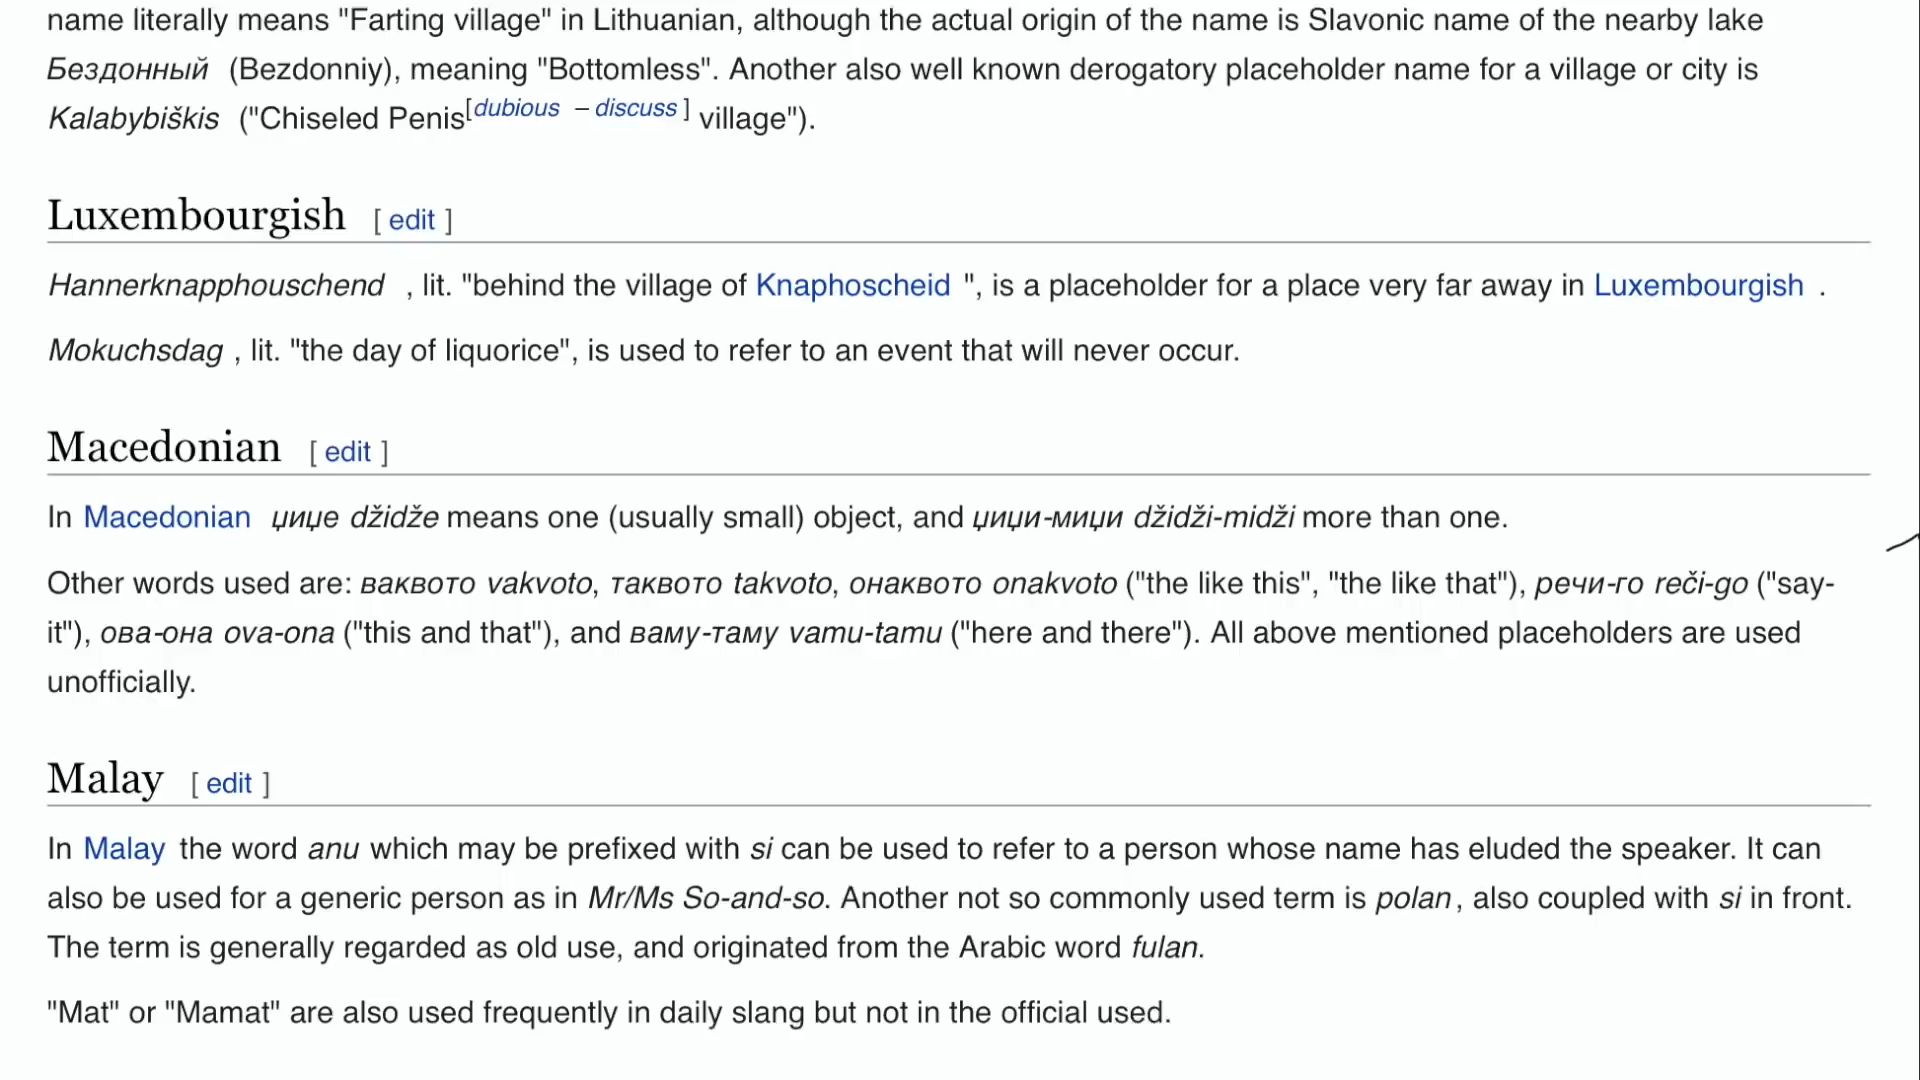 name literally means "Farting village" in Lithuanian, although the actual origin of the name is Slavonic name of the nearby lake
Бездонный (Bezdonniy), meaning "Bottomless". Another also well known derogatory placeholder name for a village or city is
Kalabybiškis ("Chiseled Penis[dubious – discuss] village").
Luxembourgish [ edit ]
Hannerknapphouschend , lit. "behind the village of Knaphoscheid ", is a placeholder for a place very far away in Luxembourgish .
Mokuchsdag , lit. "the day of liquorice", is used to refer to an event that will never occur.
Macedonian [ edit ]
In Macedonian џиџе džidže means one (usually small) object, and џиџи-миџи džidži-midži more than one.
Other words used are: ваквото vakvoto, таквото takvoto, онаквото onakvoto ("the like this", "the like that"), речи-го reči-go ("say-
it"), ова-она ova-ona ("this and that"), and ваму-таму vamu-tamu ("here and there"). All above mentioned placeholders are used
unofficially.
Malay [ edit ]
In Malay the word anu which may be prefixed with si can be used to refer to a person whose name has eluded the speaker. It can
also be used for a generic person as in Mr/Ms So-and-so. Another not so commonly used term is polan, also coupled with si in front.
The term is generally regarded as old use, and originated from the Arabic word fulan.
"Mat" or "Mamat" are also used frequently in daily slang but not in the official used.